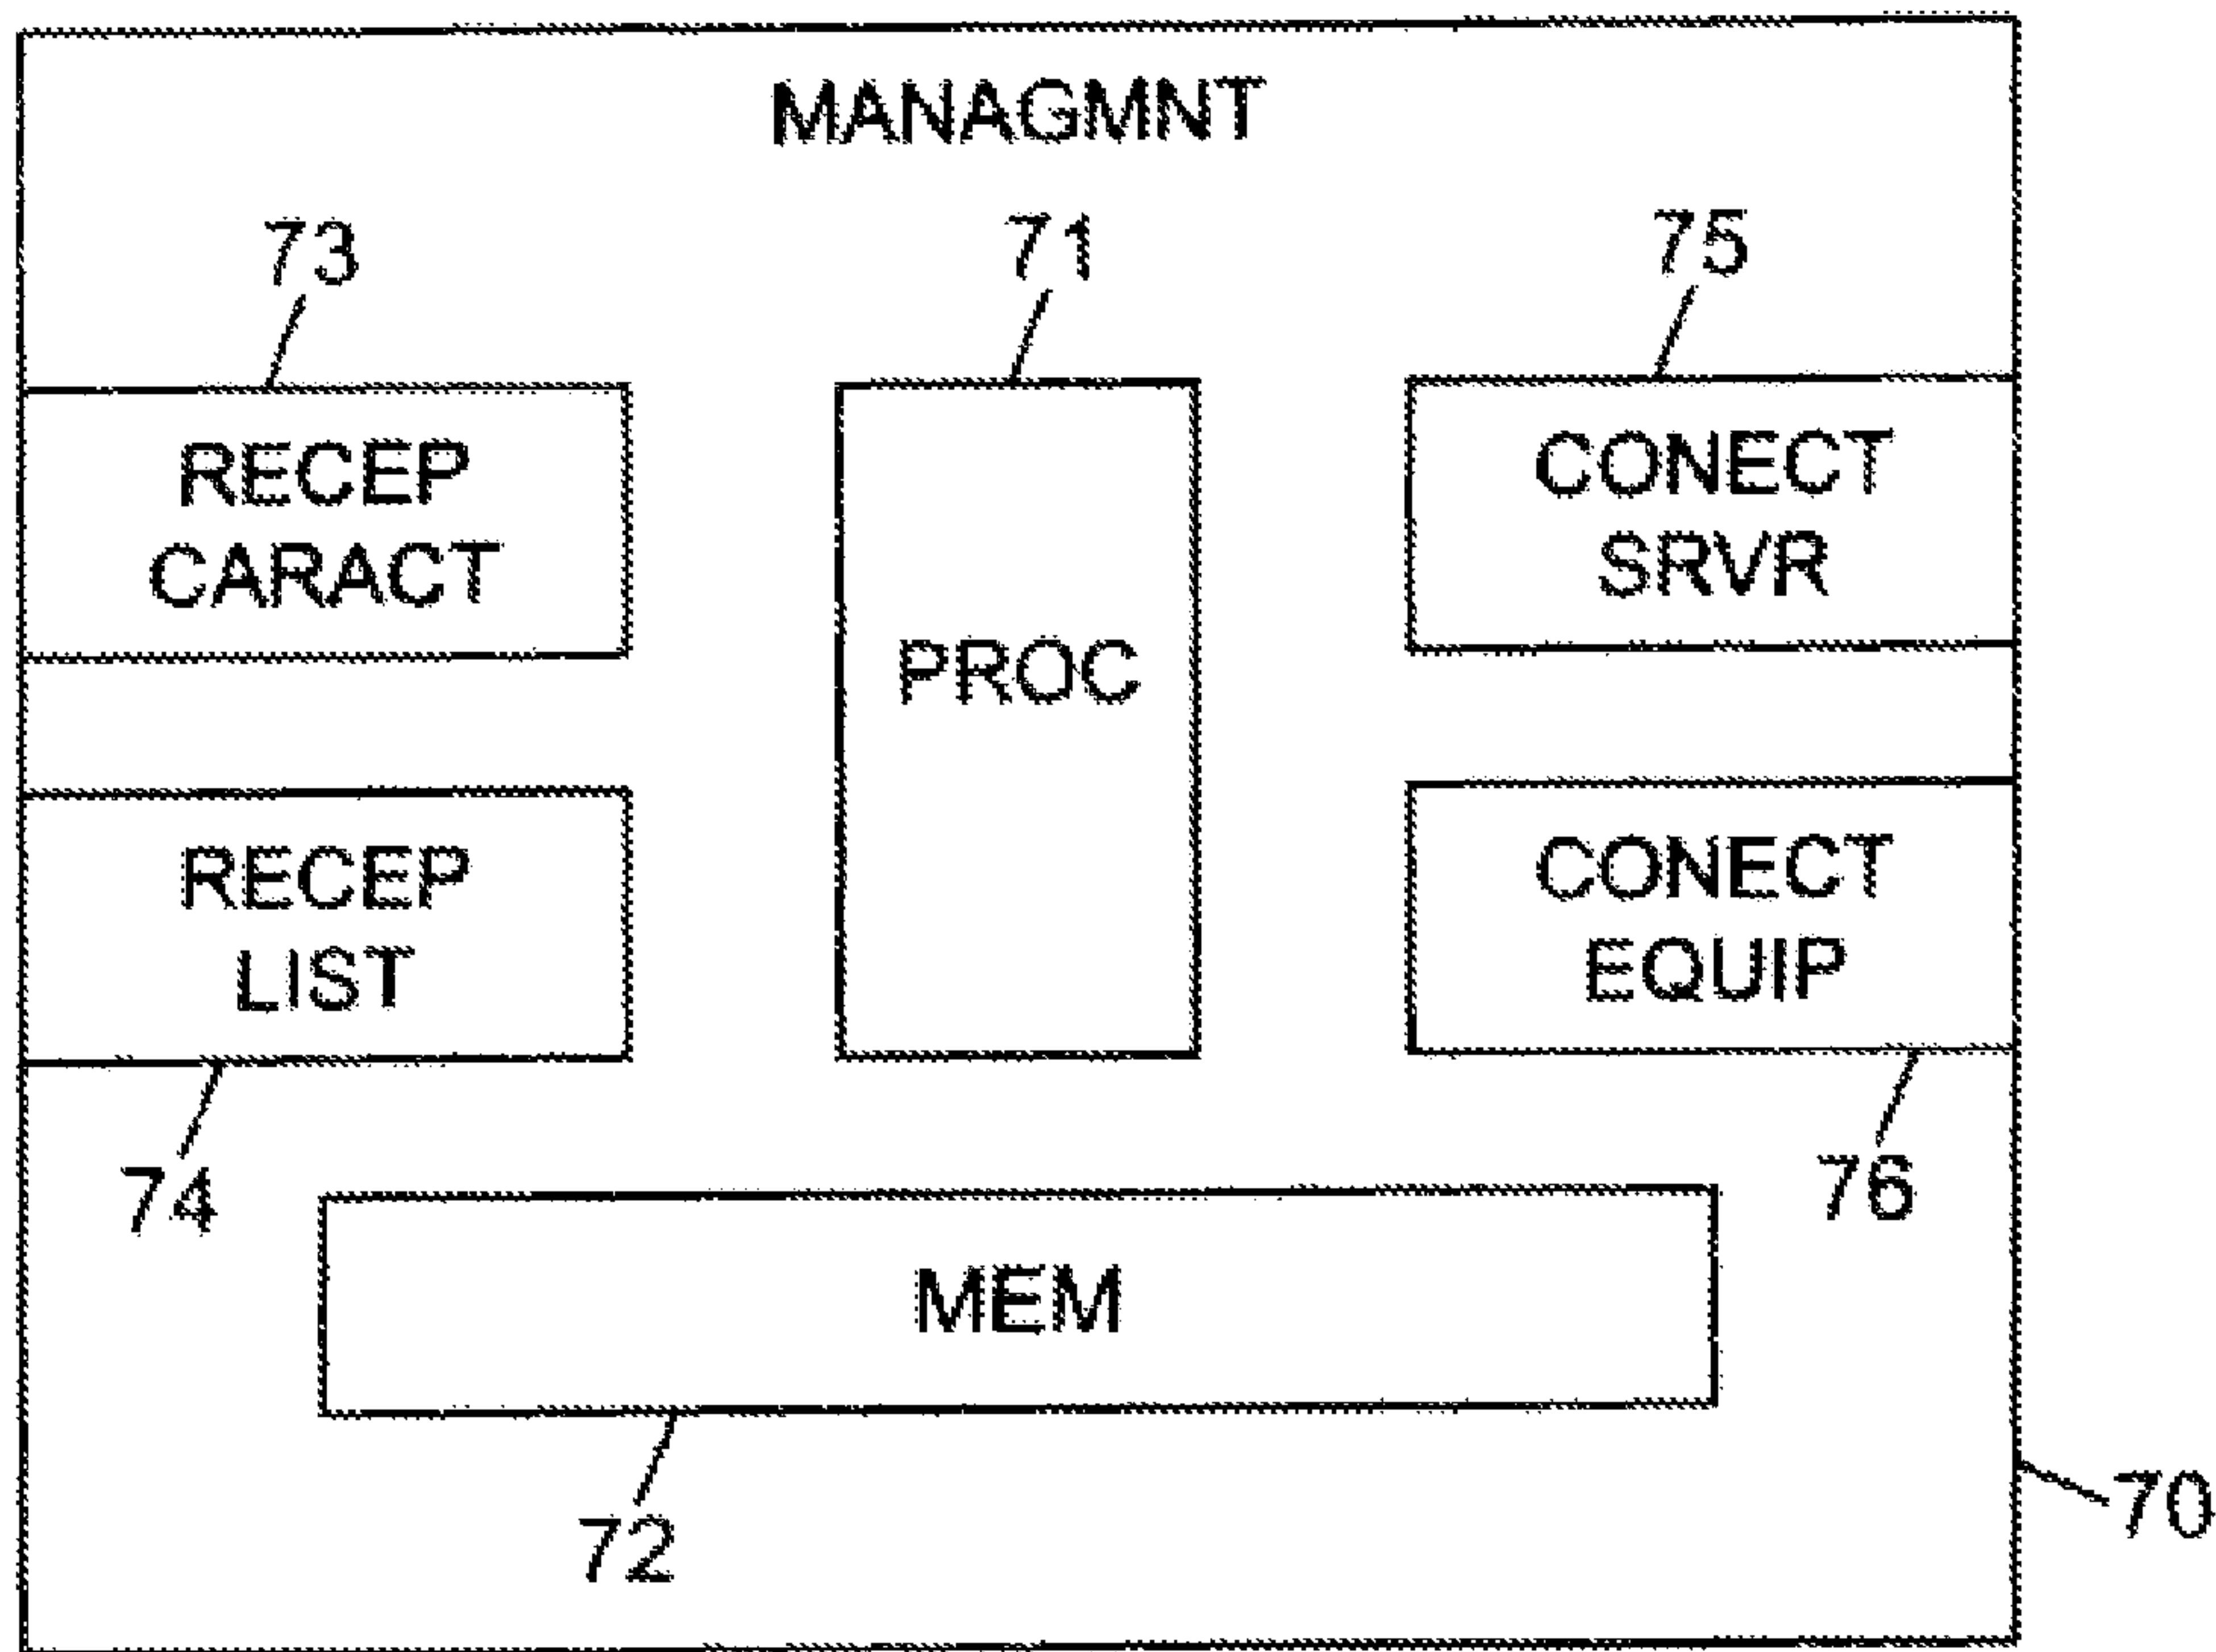 MANAGMNT
73
71
75
RECEP
CARACT
PROC
CONECT
SRVR
RECEP
LIST
CONECT
EQUIP
74
76
MEM
72
70